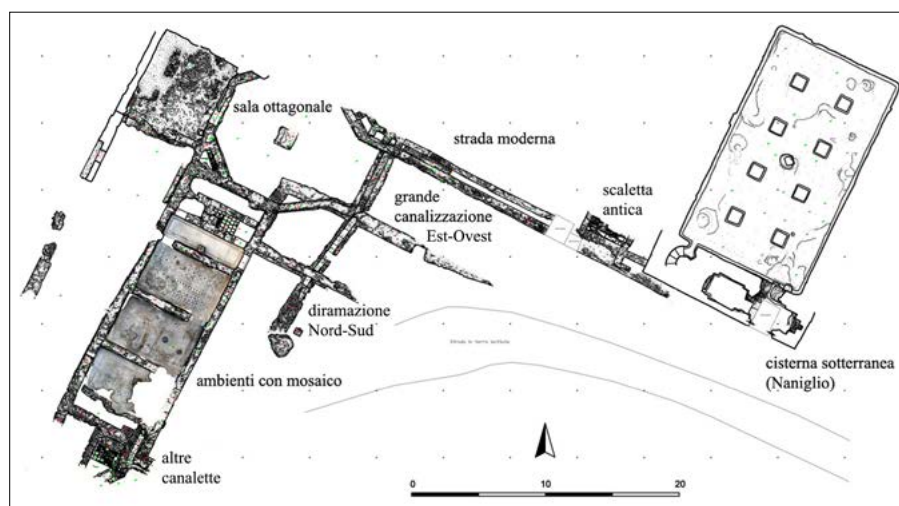 sala ottagonale
strada moderna
scaletta
antica
grande
canalizzazione
Est-Ovest
diramazione
Nord-Sud
ambienti con mosaico
cisterna sotterranea
(Naniglio)
altre
canalette
0 10 20